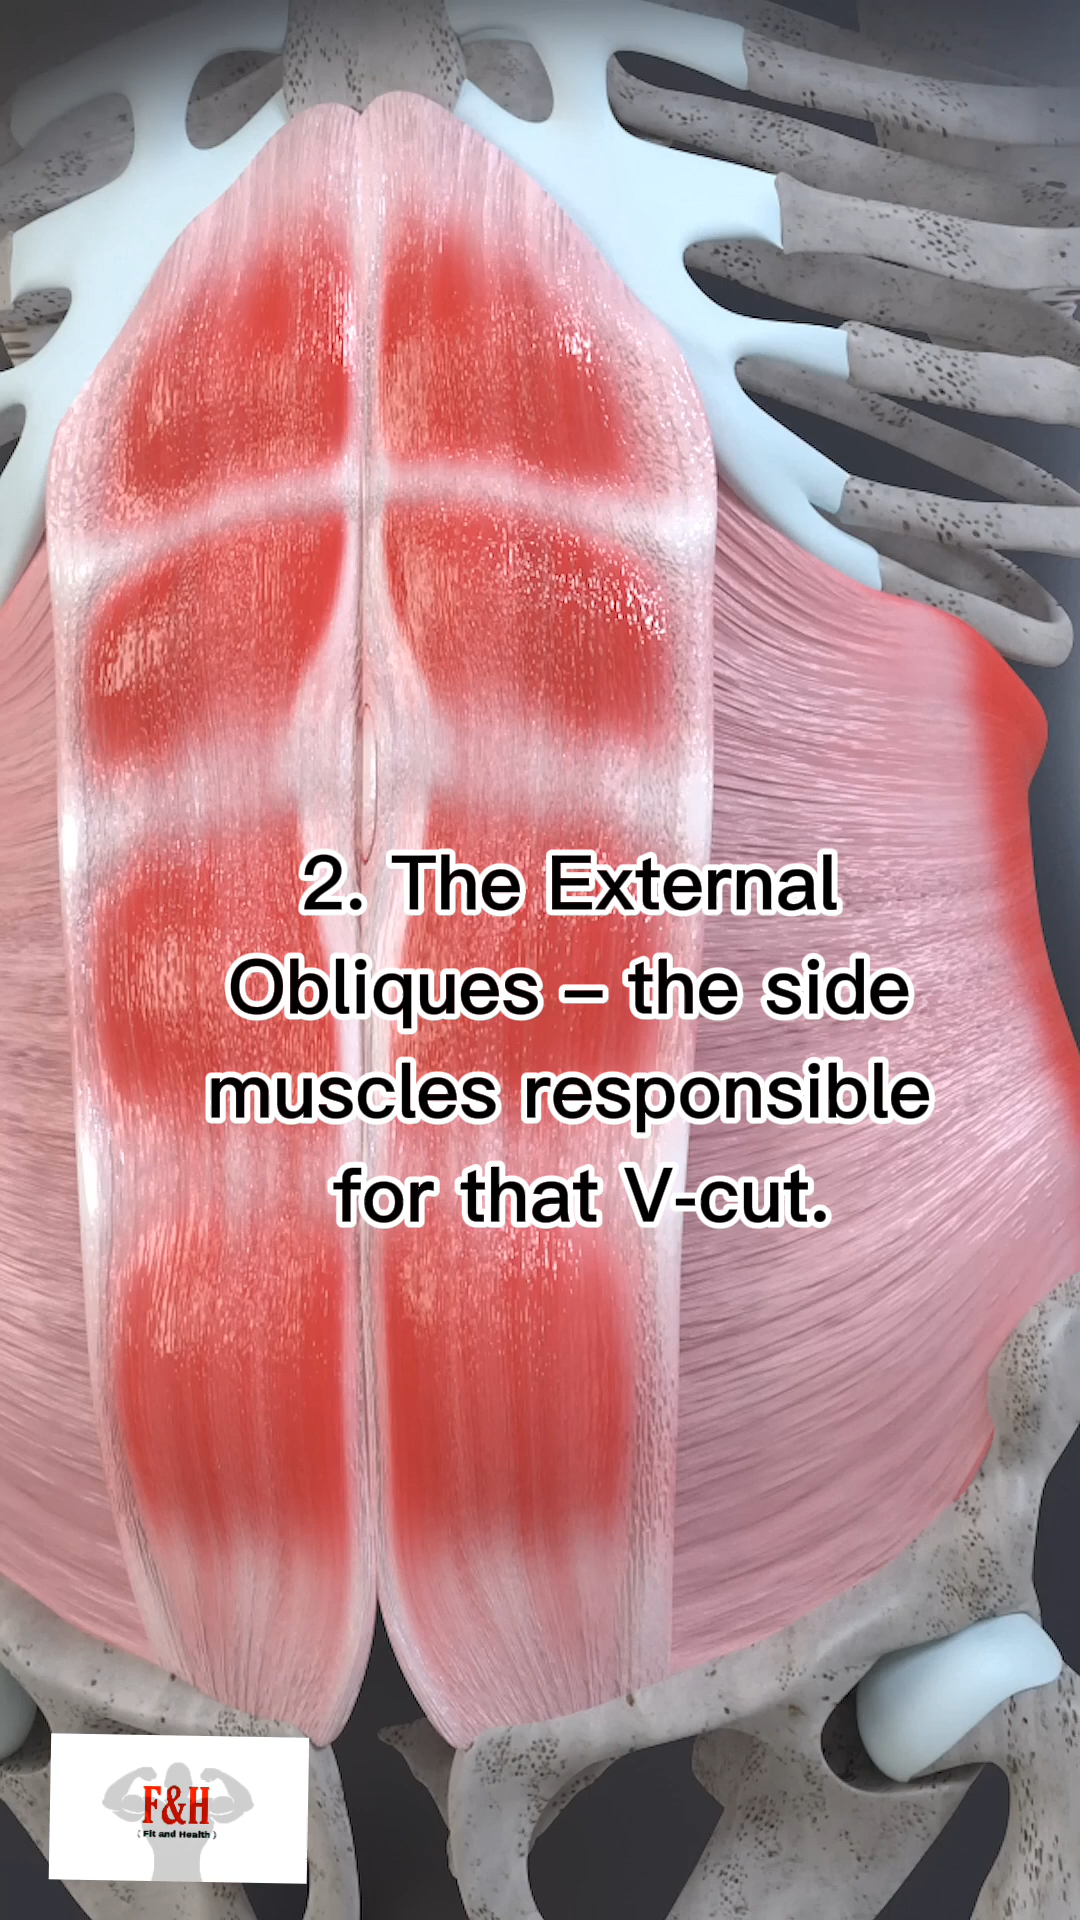 2. The External
Obliques – the side
muscles responsible
for that V-cut.
F&H
( Fit and Health )